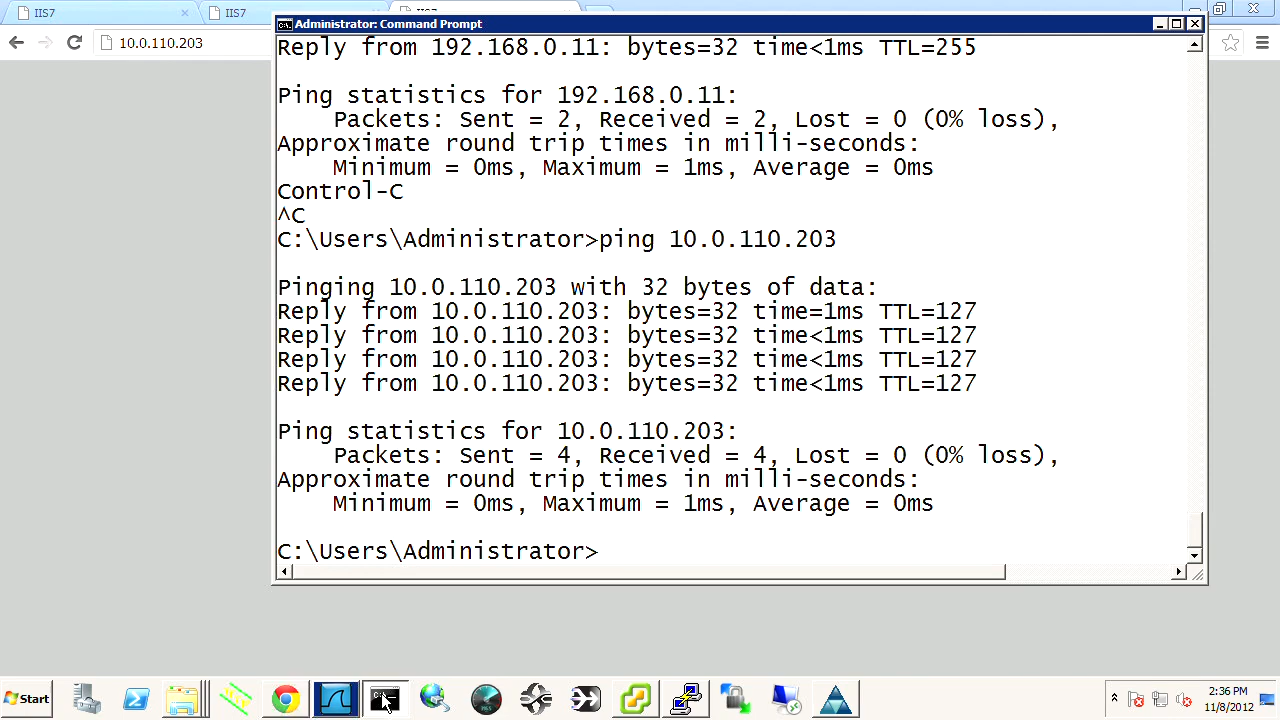 IIS7
IIS7
10.0.110.203
Administrator: Command Prompt
Reply from 192.168.0.11: bytes=32 time<1ms TTL=255
Ping statistics for 192.168.0.11:
Packets: Sent = 2, Received = 2, Lost = 0 (0% loss),
Approximate round trip times in milli-seconds:
Minimum = 0ms, Maximum = 1ms, Average = 0ms
Control-C
^C
C:\Users\Administrator>ping 10.0.110.203
Pinging 10.0.110.203 with 32 bytes of data:
Reply from 10.0.110.203: bytes=32 time=1ms TTL=127
Reply from 10.0.110.203: bytes=32 time<1ms TTL=127
Reply from 10.0.110.203: bytes=32 time<1ms TTL=127
Reply from 10.0.110.203: bytes=32 time<1ms TTL=127
Ping statistics for 10.0.110.203:
Packets: Sent = 4, Received = 4, Lost = 0 (0% loss),
Approximate round trip times in milli-seconds:
Minimum = 0ms, Maximum = 1ms, Average = 0ms
C:\Users\Administrator>
Start
2:36 PM
11/8/2012